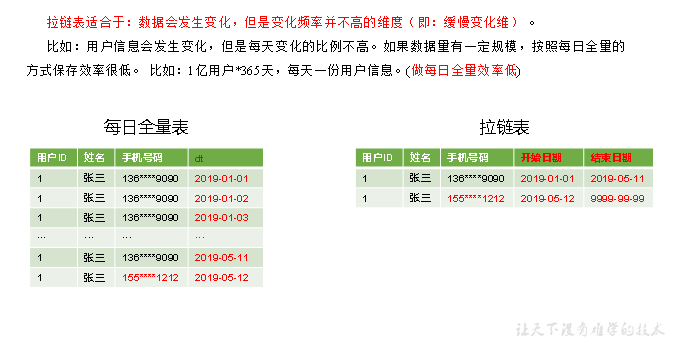 拉链表适合于：数据会发生变化，但是变化频率并不高的维度（即：缓慢变化维）。
比如：用户信息会发生变化，但是每天变化的比例不高。如果数据量有一定规模，按照每日全量的
方式保存效率很低。 比如：1亿用户*365天，每天一份用户信息。(做每日全量效率低)
每日全量表
用户ID 姓名 手机号码 dt
1 张三 136****9090 2019-01-01
1 张三 136****9090 2019-01-02
1 张三 136****9090 2019-01-03
... ... ... ...
1 张三 136****9090 2019-05-11
1 张三 155****1212 2019-05-12
拉链表
用户ID 姓名 手机号码 开始日期 结束日期
1 张三 136****9090 2019-01-01 2019-05-11
1 张三 155****1212 2019-05-12 9999-99-99
让天下没有难学的技术